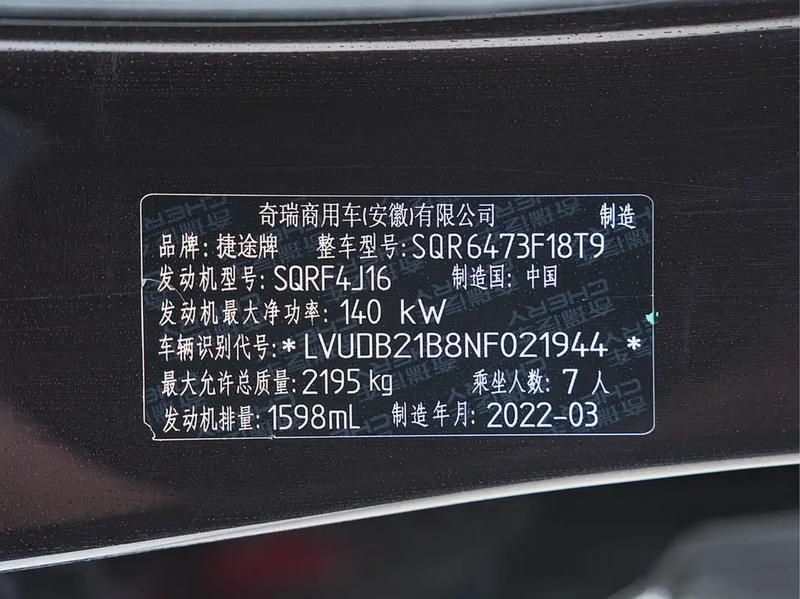 奇瑞商用车(安徽)有限公司 制造
品牌: 捷途牌 整车型号: SQR6473F18T9
发动机型号: SQRF4J16 制造国: 中国
发动机最大净功率: 140 kW
车辆识别代号: *LVUDB21B8NF021944*
最大允许总质量: 2195 kg 乘坐人数: 7 人
发动机排量: 1598mL 制造年月: 2022-03